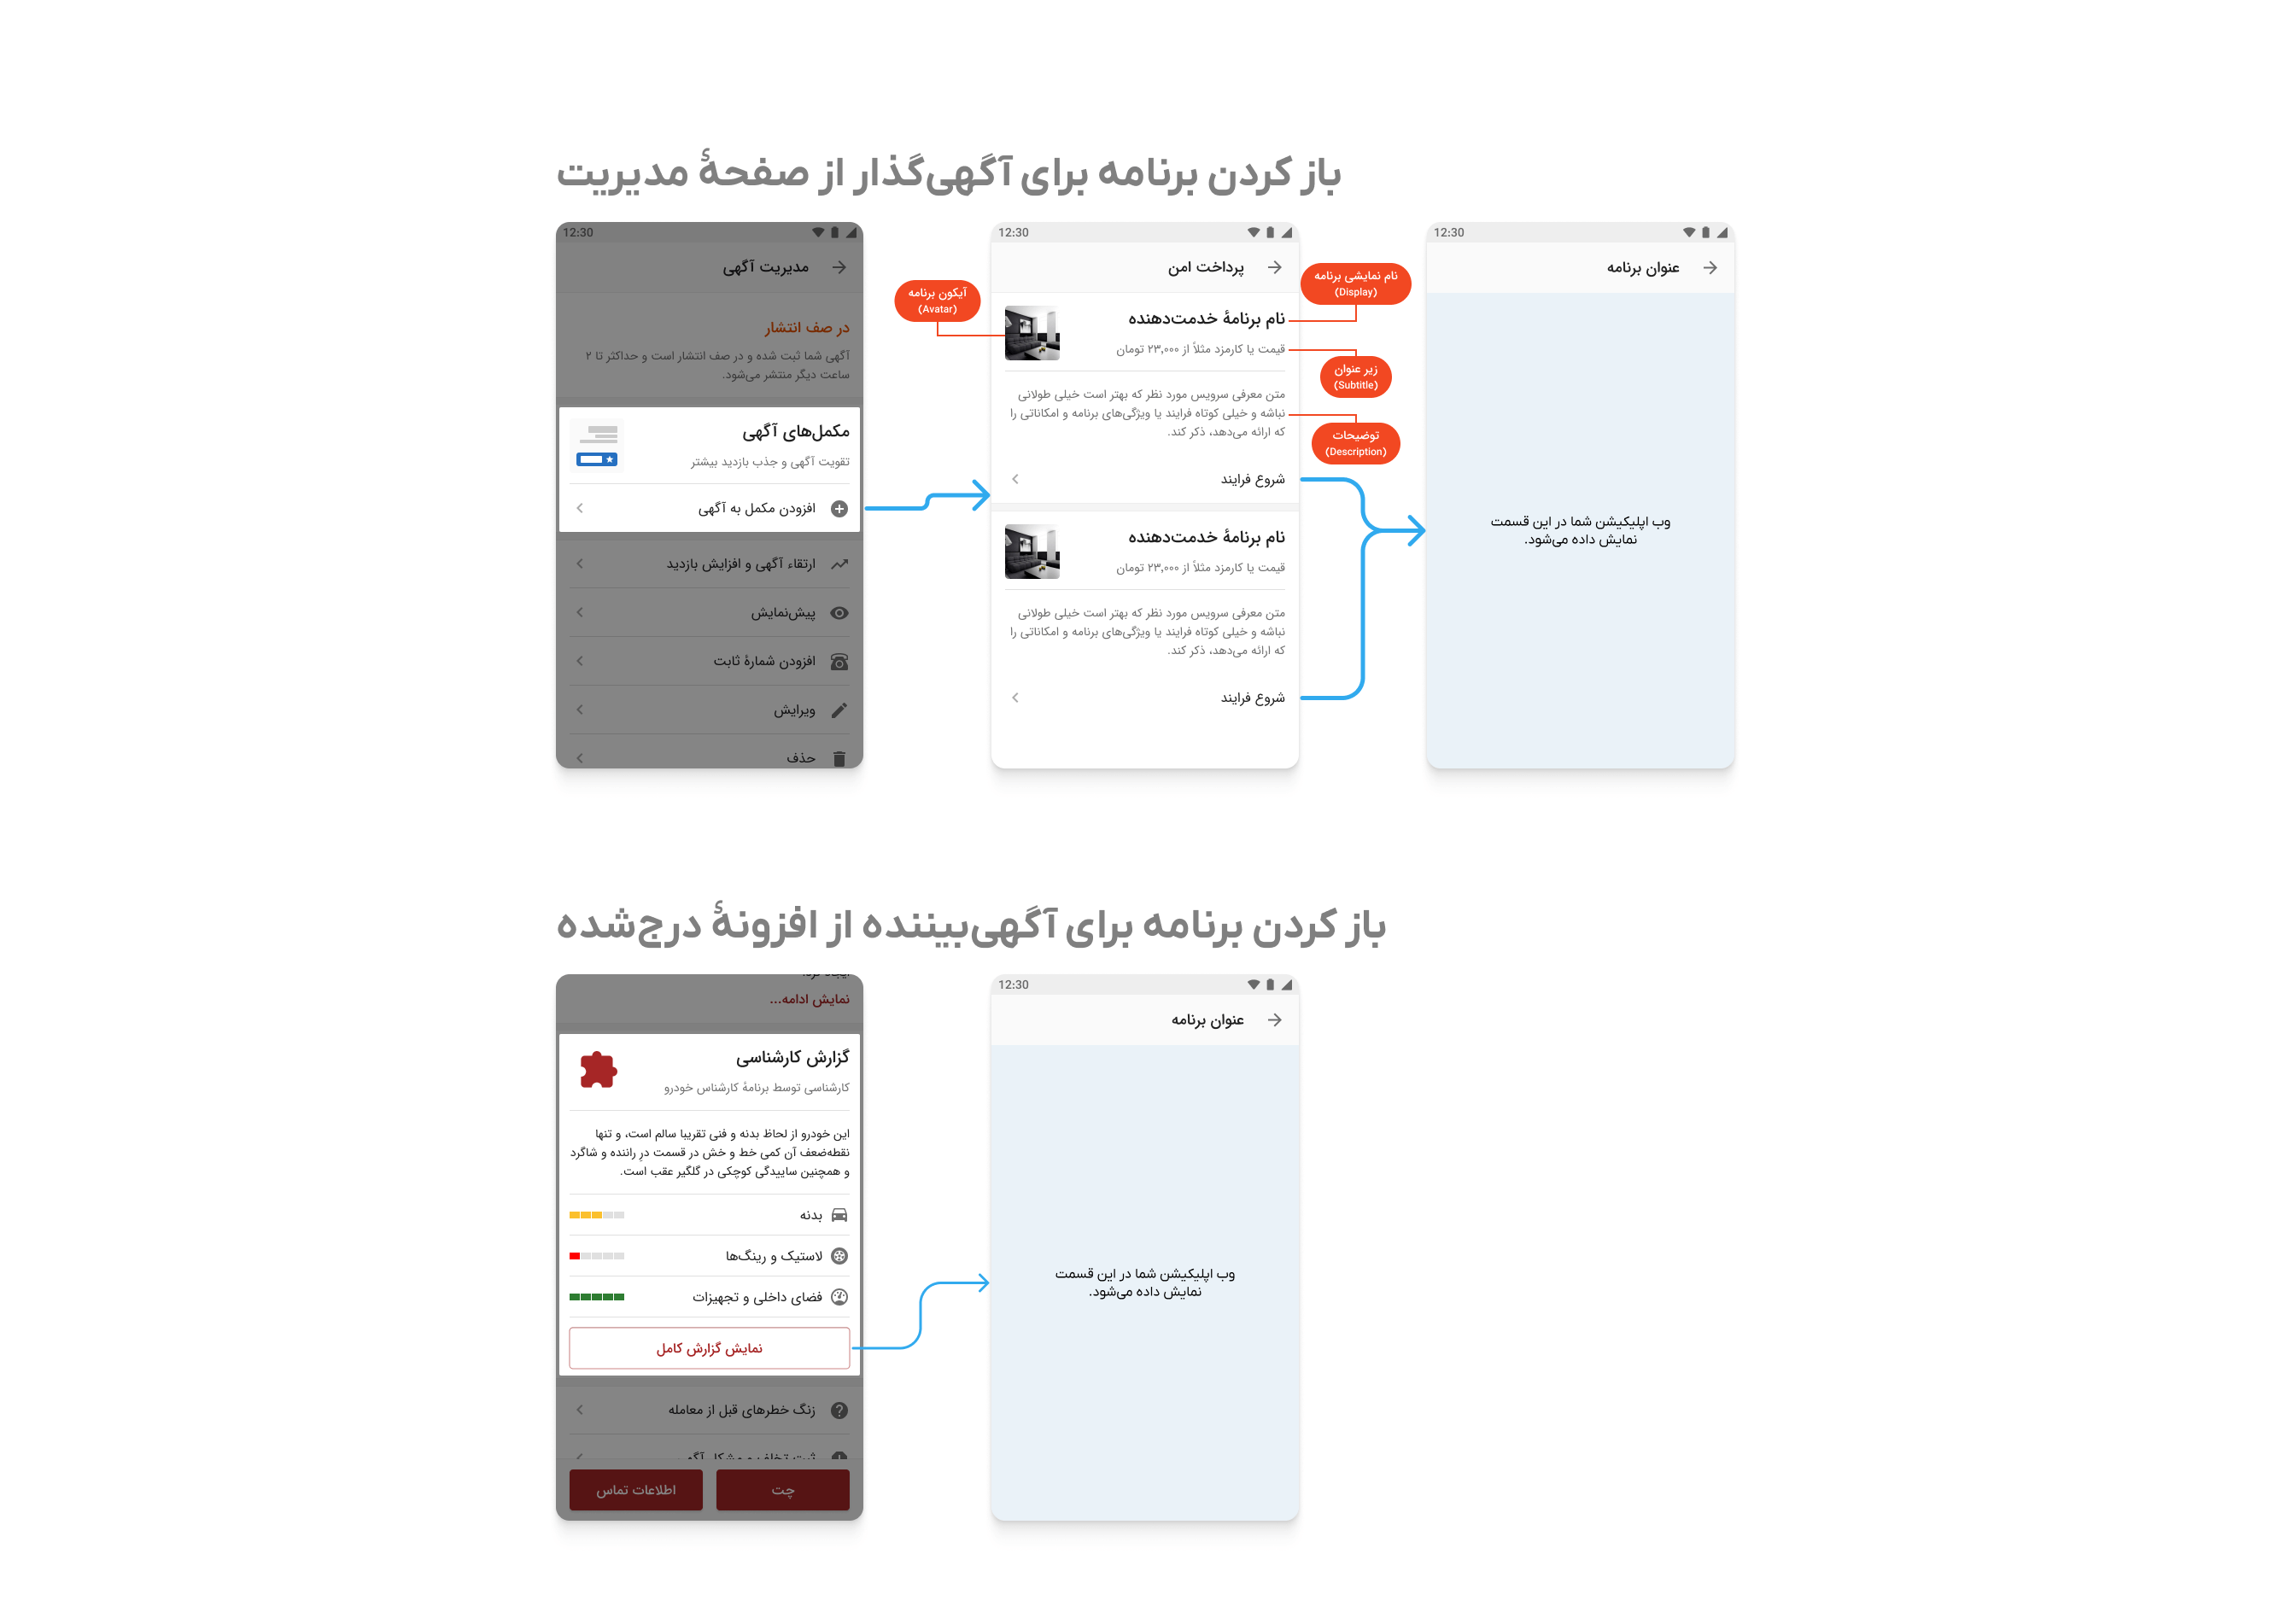 باز کردن برنامه برای آگهی‌گذار از صفحهٔ مدیریت
12:30
مدیریت آگهی
در صف انتشار
آگهی شما ثبت شده و در صف انتشار است و حداکثر تا ۲
ساعت دیگر منتشر می‌شود.
مکمل‌های آگهی
تقویت آگهی و جذب بازدید بیشتر
افزودن مکمل به آگهی
ارتقاء آگهی و افزایش بازدید
پیش‌نمایش
افزودن شمارهٔ ثابت
ویرایش
حذف
آیکون برنامه
(Avatar)
12:30
پرداخت امن
نام برنامهٔ خدمت‌دهنده
قیمت یا کارمزد مثلاً از ۲۳,۰۰۰ تومان
متن معرفی سرویس مورد نظر که بهتر است خیلی طولانی
نباشه و خیلی کوتاه فرایند یا ویژگی‌های برنامه و امکاناتی را
که ارائه می‌دهد، ذکر کند.
شروع فرایند
نام برنامهٔ خدمت‌دهنده
قیمت یا کارمزد مثلاً از ۲۳,۰۰۰ تومان
متن معرفی سرویس مورد نظر که بهتر است خیلی طولانی
نباشه و خیلی کوتاه فرایند یا ویژگی‌های برنامه و امکاناتی را
که ارائه می‌دهد، ذکر کند.
شروع فرایند
نام نمایشی برنامه
(Display)
زیر عنوان
(Subtitle)
توضیحات
(Description)
12:30
عنوان برنامه
وب اپلیکیشن شما در این قسمت
نمایش داده می‌شود.
باز کردن برنامه برای آگهی‌بیننده از افزونهٔ درج‌شده
نمایش ادامه...
گزارش کارشناسی
کارشناسی توسط برنامهٔ کارشناس خودرو
این خودرو از لحاظ بدنه و فنی تقریبا سالم است، و تنها
نقطه‌ضعف آن کمی خط و خش در قسمت درِ راننده و شاگرد
و همچنین ساییدگی کوچکی در گلگیر عقب است.
بدنه
لاستیک و رینگ‌ها
فضای داخلی و تجهیزات
نمایش گزارش کامل
زنگ خطرهای قبل از معامله
چت
اطلاعات تماس
12:30
عنوان برنامه
وب اپلیکیشن شما در این قسمت
نمایش داده می‌شود.